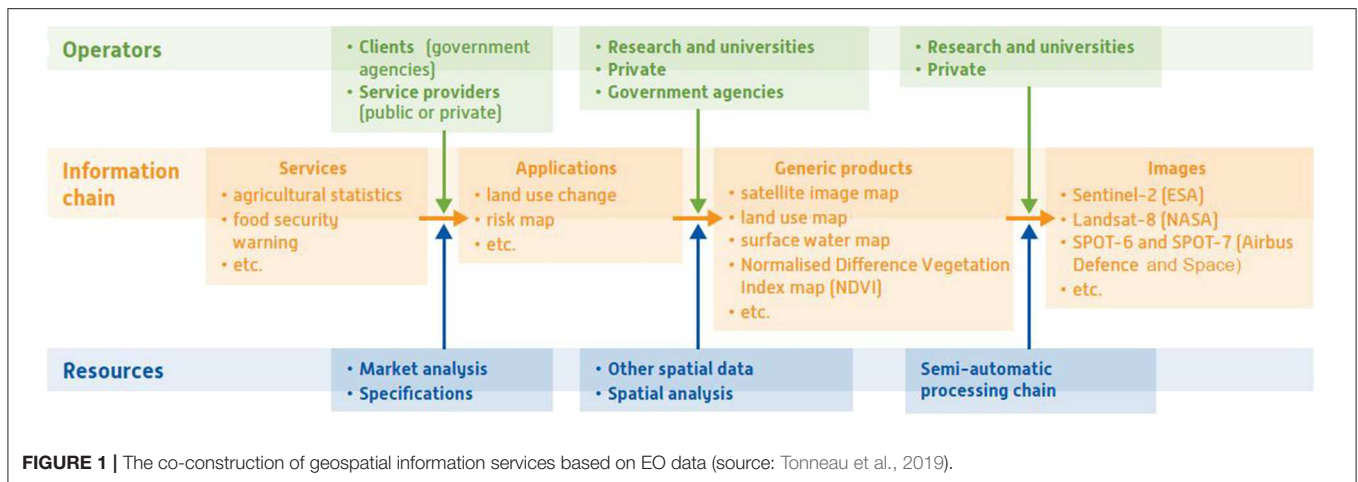 Operators
• Clients (government
agencies)
• Service providers
(public or private)
• Research and universities
• Private
• Government agencies
• Research and universities
• Private
Information
chain
Services
• agricultural statistics
• food security
warning
• etc.
Applications
• land use change
• risk map
• etc.
Generic products
• satellite image map
• land use map
• surface water map
• Normalised Difference Vegetation
Index map (NDVI)
• etc.
Images
• Sentinel-2 (ESA)
• Landsat-8 (NASA)
• SPOT-6 and SPOT-7 (Airbus
Defence and Space)
• etc.
Resources
• Market analysis
• Specifications
• Other spatial data
• Spatial analysis
Semi-automatic
processing chain
FIGURE 1 | The co-construction of geospatial information services based on EO data (source: Tonneau et al., 2019).